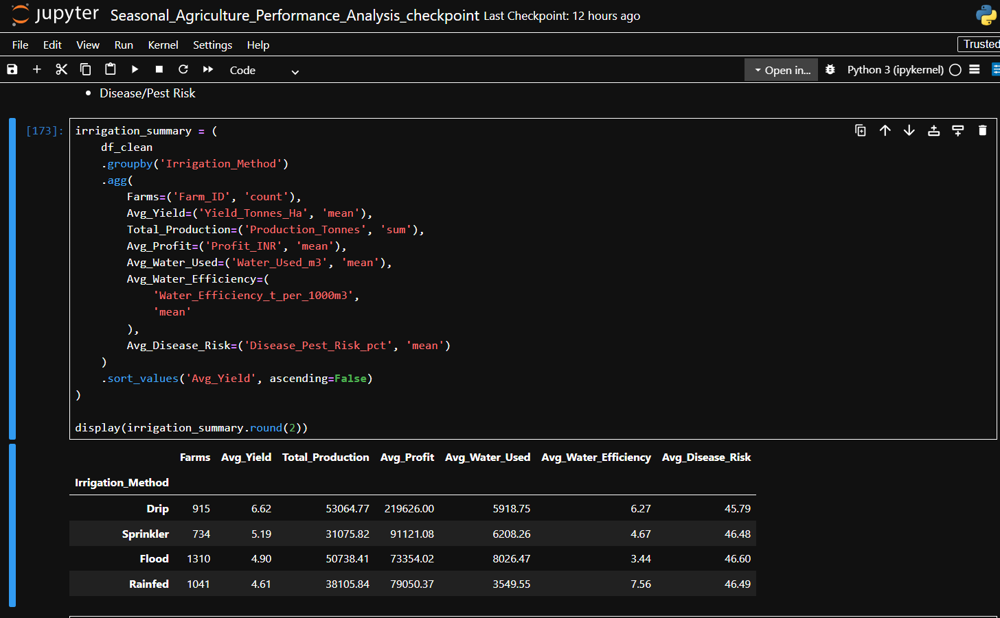 jupyter Seasonal_Agriculture_Performance_Analysis_checkpoint Last Checkpoint: 12 hours ago
File Edit View Run Kernel Settings Help Trusted
Code Open in... Python 3 (ipykernel)
• Disease/Pest Risk
[173]: irrigation_summary = (
    df_clean
    .groupby('Irrigation_Method')
    .agg(
        Farms=('Farm_ID', 'count'),
        Avg_Yield=('Yield_Tonnes_Ha', 'mean'),
        Total_Production=('Production_Tonnes', 'sum'),
        Avg_Profit=('Profit_INR', 'mean'),
        Avg_Water_Used=('Water_Used_m3', 'mean'),
        Avg_Water_Efficiency=(
            'Water_Efficiency_t_per_1000m3',
            'mean'
        ),
        Avg_Disease_Risk=('Disease_Pest_Risk_pct', 'mean')
    )
    .sort_values('Avg_Yield', ascending=False)
)
display(irrigation_summary.round(2))
Farms Avg_Yield Total_Production Avg_Profit Avg_Water_Used Avg_Water_Efficiency Avg_Disease_Risk
Irrigation_Method
Drip 915 6.62 53064.77 219626.00 5918.75 6.27 45.79
Sprinkler 734 5.19 31075.82 91121.08 6208.26 4.67 46.48
Flood 1310 4.90 50738.41 73354.02 8026.47 3.44 46.60
Rainfed 1041 4.61 38105.84 79050.37 3549.55 7.56 46.49